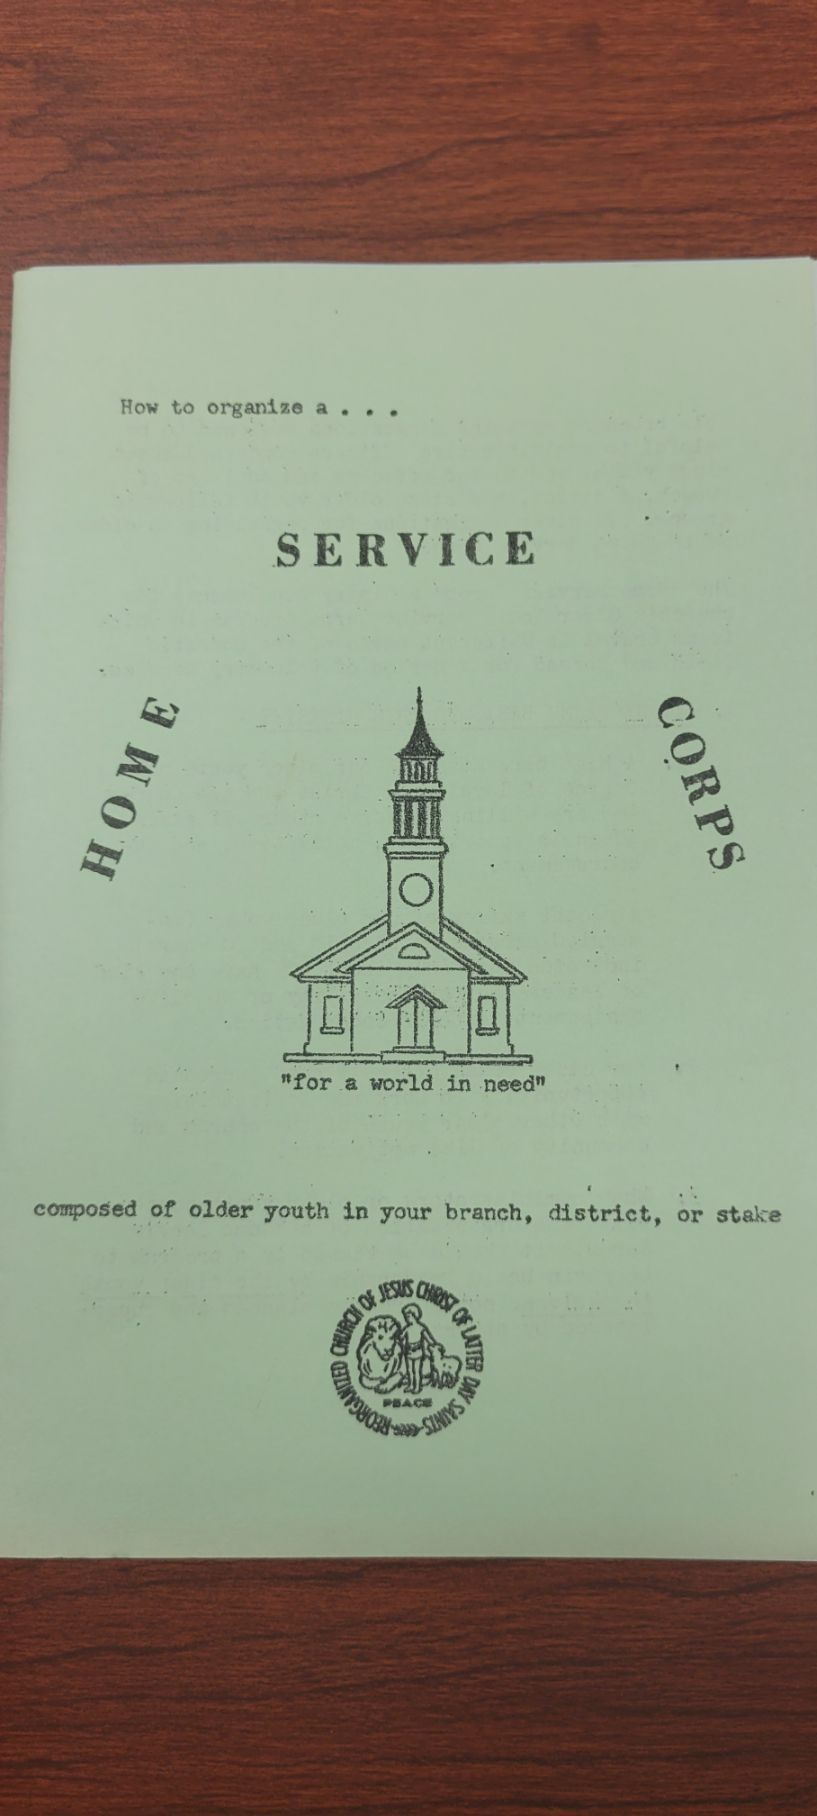 How to organize a . . .
HOME SERVICE CORPS
"for a world in need"
composed of older youth in your branch, district, or stake
REORGANIZED CHURCH OF JESUS CHRIST OF LATTER DAY SAINTS
PEACE